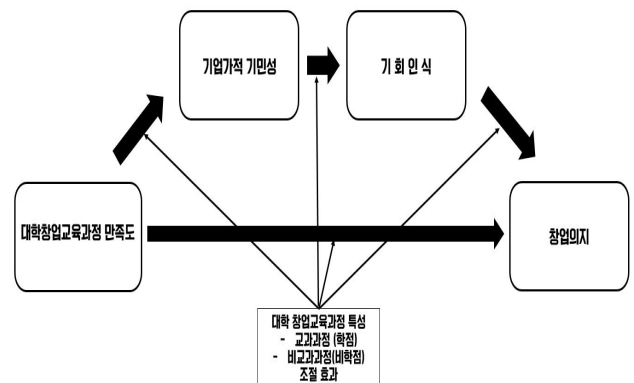 기업가적 기민성
기 회 인 식
대학창업교육과정 만족도
창업의지
대학 창업교육과정 특성
- 교과과정 (학점)
- 비교과과정(비학점)
조절 효과